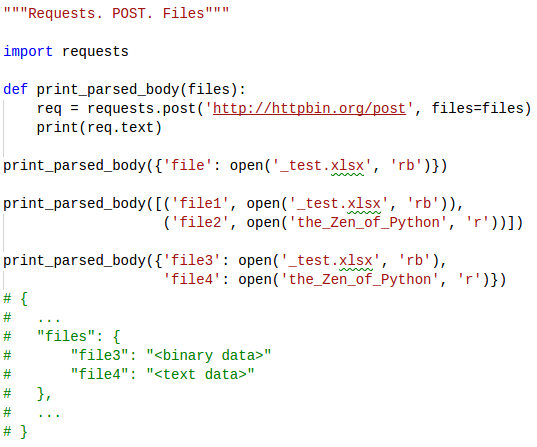 """Requests. POST. Files"""

import requests

def print_parsed_body(files):
    req = requests.post('http://httpbin.org/post', files=files)
    print(req.text)

print_parsed_body({'file': open('_test.xlsx', 'rb')})

print_parsed_body([('file1', open('_test.xlsx', 'rb')),
                   ('file2', open('the_Zen_of_Python', 'r'))])

print_parsed_body({'file3': open('_test.xlsx', 'rb'),
                   'file4': open('the_Zen_of_Python', 'r')})
# {
#   ...
#   "files": {
#       "file3": "<binary data>"
#       "file4": "<text data>"
#   },
#   ...
# }